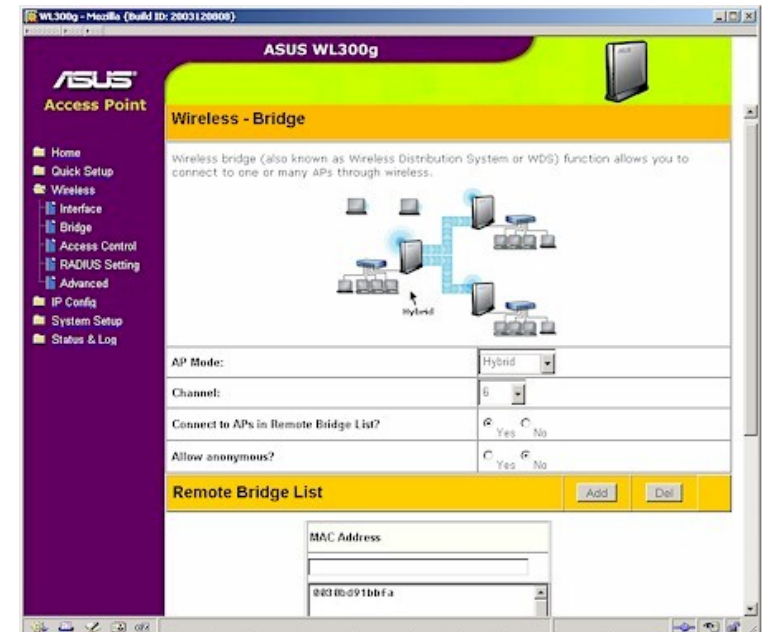 WL300g - Mozilla {Build ID: 2003120808}
ASUS WL300g
ASUS
Access Point
Wireless - Bridge
Home
Quick Setup
Wireless
Interface
Bridge
Access Control
RADIUS Setting
Advanced
IP Config
System Setup
Status & Log
Wireless bridge (also known as Wireless Distribution System or WDS) function allows you to
connect to one or many APs through wireless.
Hybrid
AP Mode: Hybrid
Channel: 6
Connect to APs in Remote Bridge List? Yes No
Allow anonymous? Yes No
Remote Bridge List Add Del
MAC Address
0030bd91bbfa